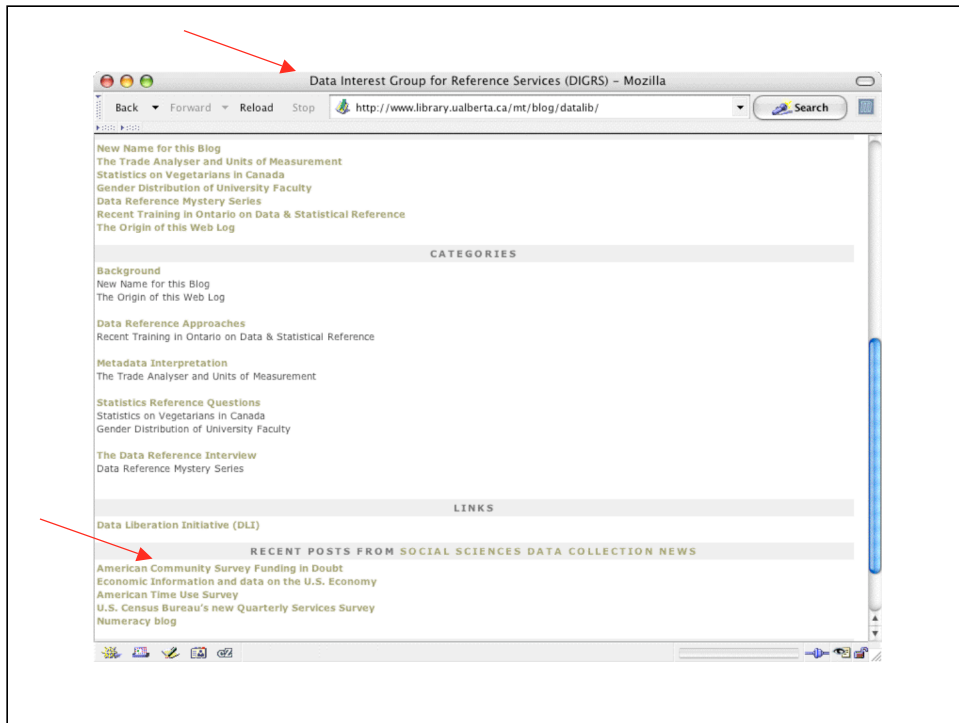 Data Interest Group for Reference Services (DIGRS) – Mozilla
Back Forward Reload Stop http://www.library.ualberta.ca/mt/blog/datalib/ Search
New Name for this Blog
The Trade Analyser and Units of Measurement
Statistics on Vegetarians in Canada
Gender Distribution of University Faculty
Data Reference Mystery Series
Recent Training in Ontario on Data & Statistical Reference
The Origin of this Web Log
CATEGORIES
Background
New Name for this Blog
The Origin of this Web Log
Data Reference Approaches
Recent Training in Ontario on Data & Statistical Reference
Metadata Interpretation
The Trade Analyser and Units of Measurement
Statistics Reference Questions
Statistics on Vegetarians in Canada
Gender Distribution of University Faculty
The Data Reference Interview
Data Reference Mystery Series
LINKS
Data Liberation Initiative (DLI)
RECENT POSTS FROM SOCIAL SCIENCES DATA COLLECTION NEWS
American Community Survey Funding in Doubt
Economic Information and data on the U.S. Economy
American Time Use Survey
U.S. Census Bureau's new Quarterly Services Survey
Numeracy blog